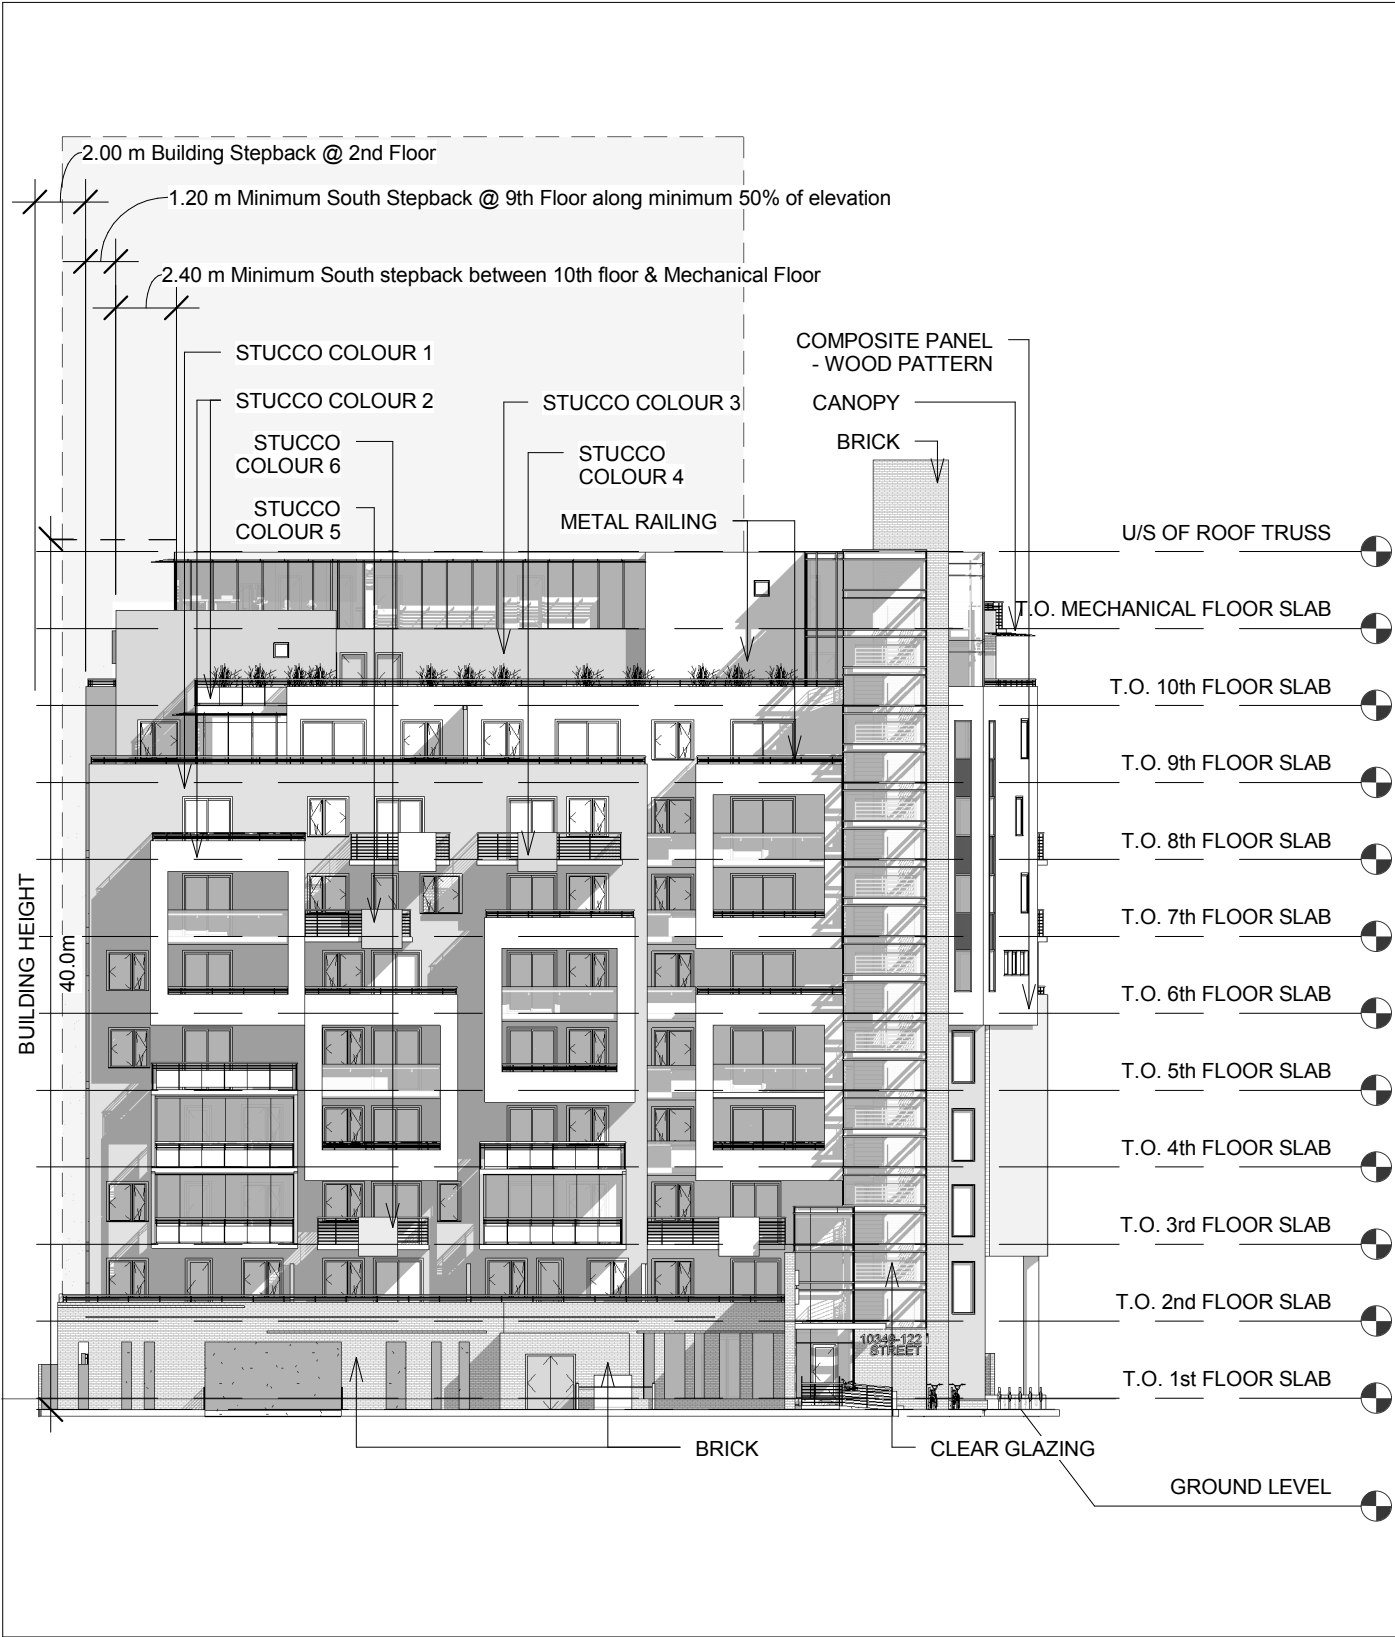 2.00 m Building Stepback @ 2nd Floor
1.20 m Minimum South Stepback @ 9th Floor along minimum 50% of elevation
2.40 m Minimum South stepback between 10th floor & Mechanical Floor
STUCCO COLOUR 1
STUCCO COLOUR 2
STUCCO
COLOUR 6
STUCCO
COLOUR 5
STUCCO COLOUR 3
STUCCO
COLOUR 4
METAL RAILING
COMPOSITE PANEL
- WOOD PATTERN
CANOPY
BRICK
U/S OF ROOF TRUSS
T.O. MECHANICAL FLOOR SLAB
T.O. 10th FLOOR SLAB
T.O. 9th FLOOR SLAB
T.O. 8th FLOOR SLAB
T.O. 7th FLOOR SLAB
T.O. 6th FLOOR SLAB
T.O. 5th FLOOR SLAB
T.O. 4th FLOOR SLAB
T.O. 3rd FLOOR SLAB
T.O. 2nd FLOOR SLAB
T.O. 1st FLOOR SLAB
GROUND LEVEL
BUILDING HEIGHT
40.0m
10349-122
STREET
BRICK
CLEAR GLAZING